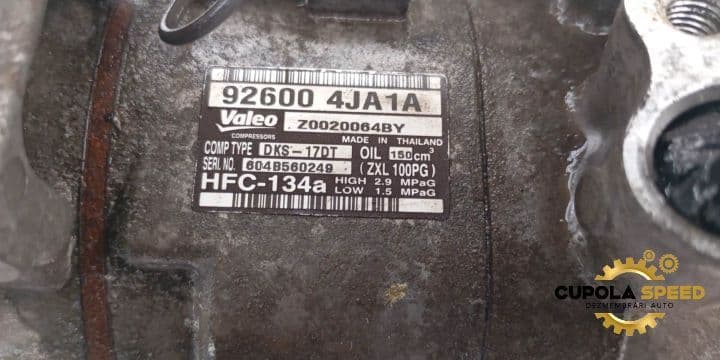 92600 4JA1A
Valeo Z0020064BY
COMPRESSORS MADE IN THAILAND
COMP TYPE DKS-17DT OIL 150cm³
SERL NO. 604B560249 (ZXL 100PG)
HFC-134a HIGH 2.9 MPaG
LOW 1.5 MPaG
CUPOLA SPEED
DEZMEMBRĂRI AUTO